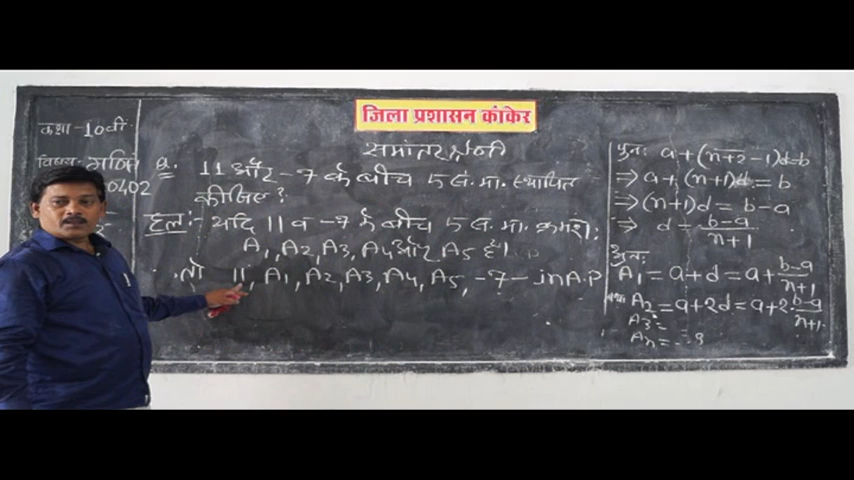 जिला प्रशासन कांकेर
कक्षा - 10वी
विषय:- गणित
0402
समांतर श्रेणी
Q. 11 और -7 के बीच 5 स. मा. स्थापित
कीजिए?
हल:- यदि 11 व -7 के बीच 5 स. मा. क्रमशः
A1, A2, A3, A4 और A5 है।
तो 11, A1, A2, A3, A4, A5, -7 - in A.P
पुनः a+(n+2-1)d=b
⇒ a+(n+1)d = b
⇒ (n+1)d = b-a
⇒ d = (b-a)/(n+1)
A1 = a+d = a+ (b-a)/(n+1)
तथा A2 = a+2d = a+2. (b-a)/(n+1)
A3 =
An = - - -